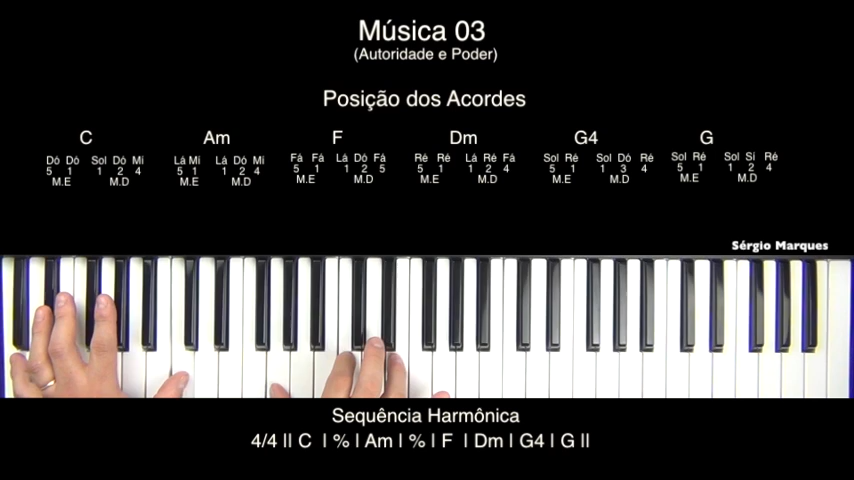 Música 03
(Autoridade e Poder)
Posição dos Acordes
C Am F Dm G4 G
Dó Dó Sol Dó Mi Lá Mi Lá Dó Mi Fá Fá Lá Dó Fá Ré Ré Lá Ré Fá Sol Ré Sol Dó Ré Sol Ré Sol Si Ré
5 1 1 2 4 5 1 1 2 4 5 1 1 2 5 5 1 1 2 4 5 1 1 3 4 5 1 1 2 4
M.E M.D M.E M.D M.E M.D M.E M.D M.E M.D M.E M.D
Sérgio Marques
Sequência Harmônica
4/4 || C | % | Am | % | F | Dm | G4 | G ||